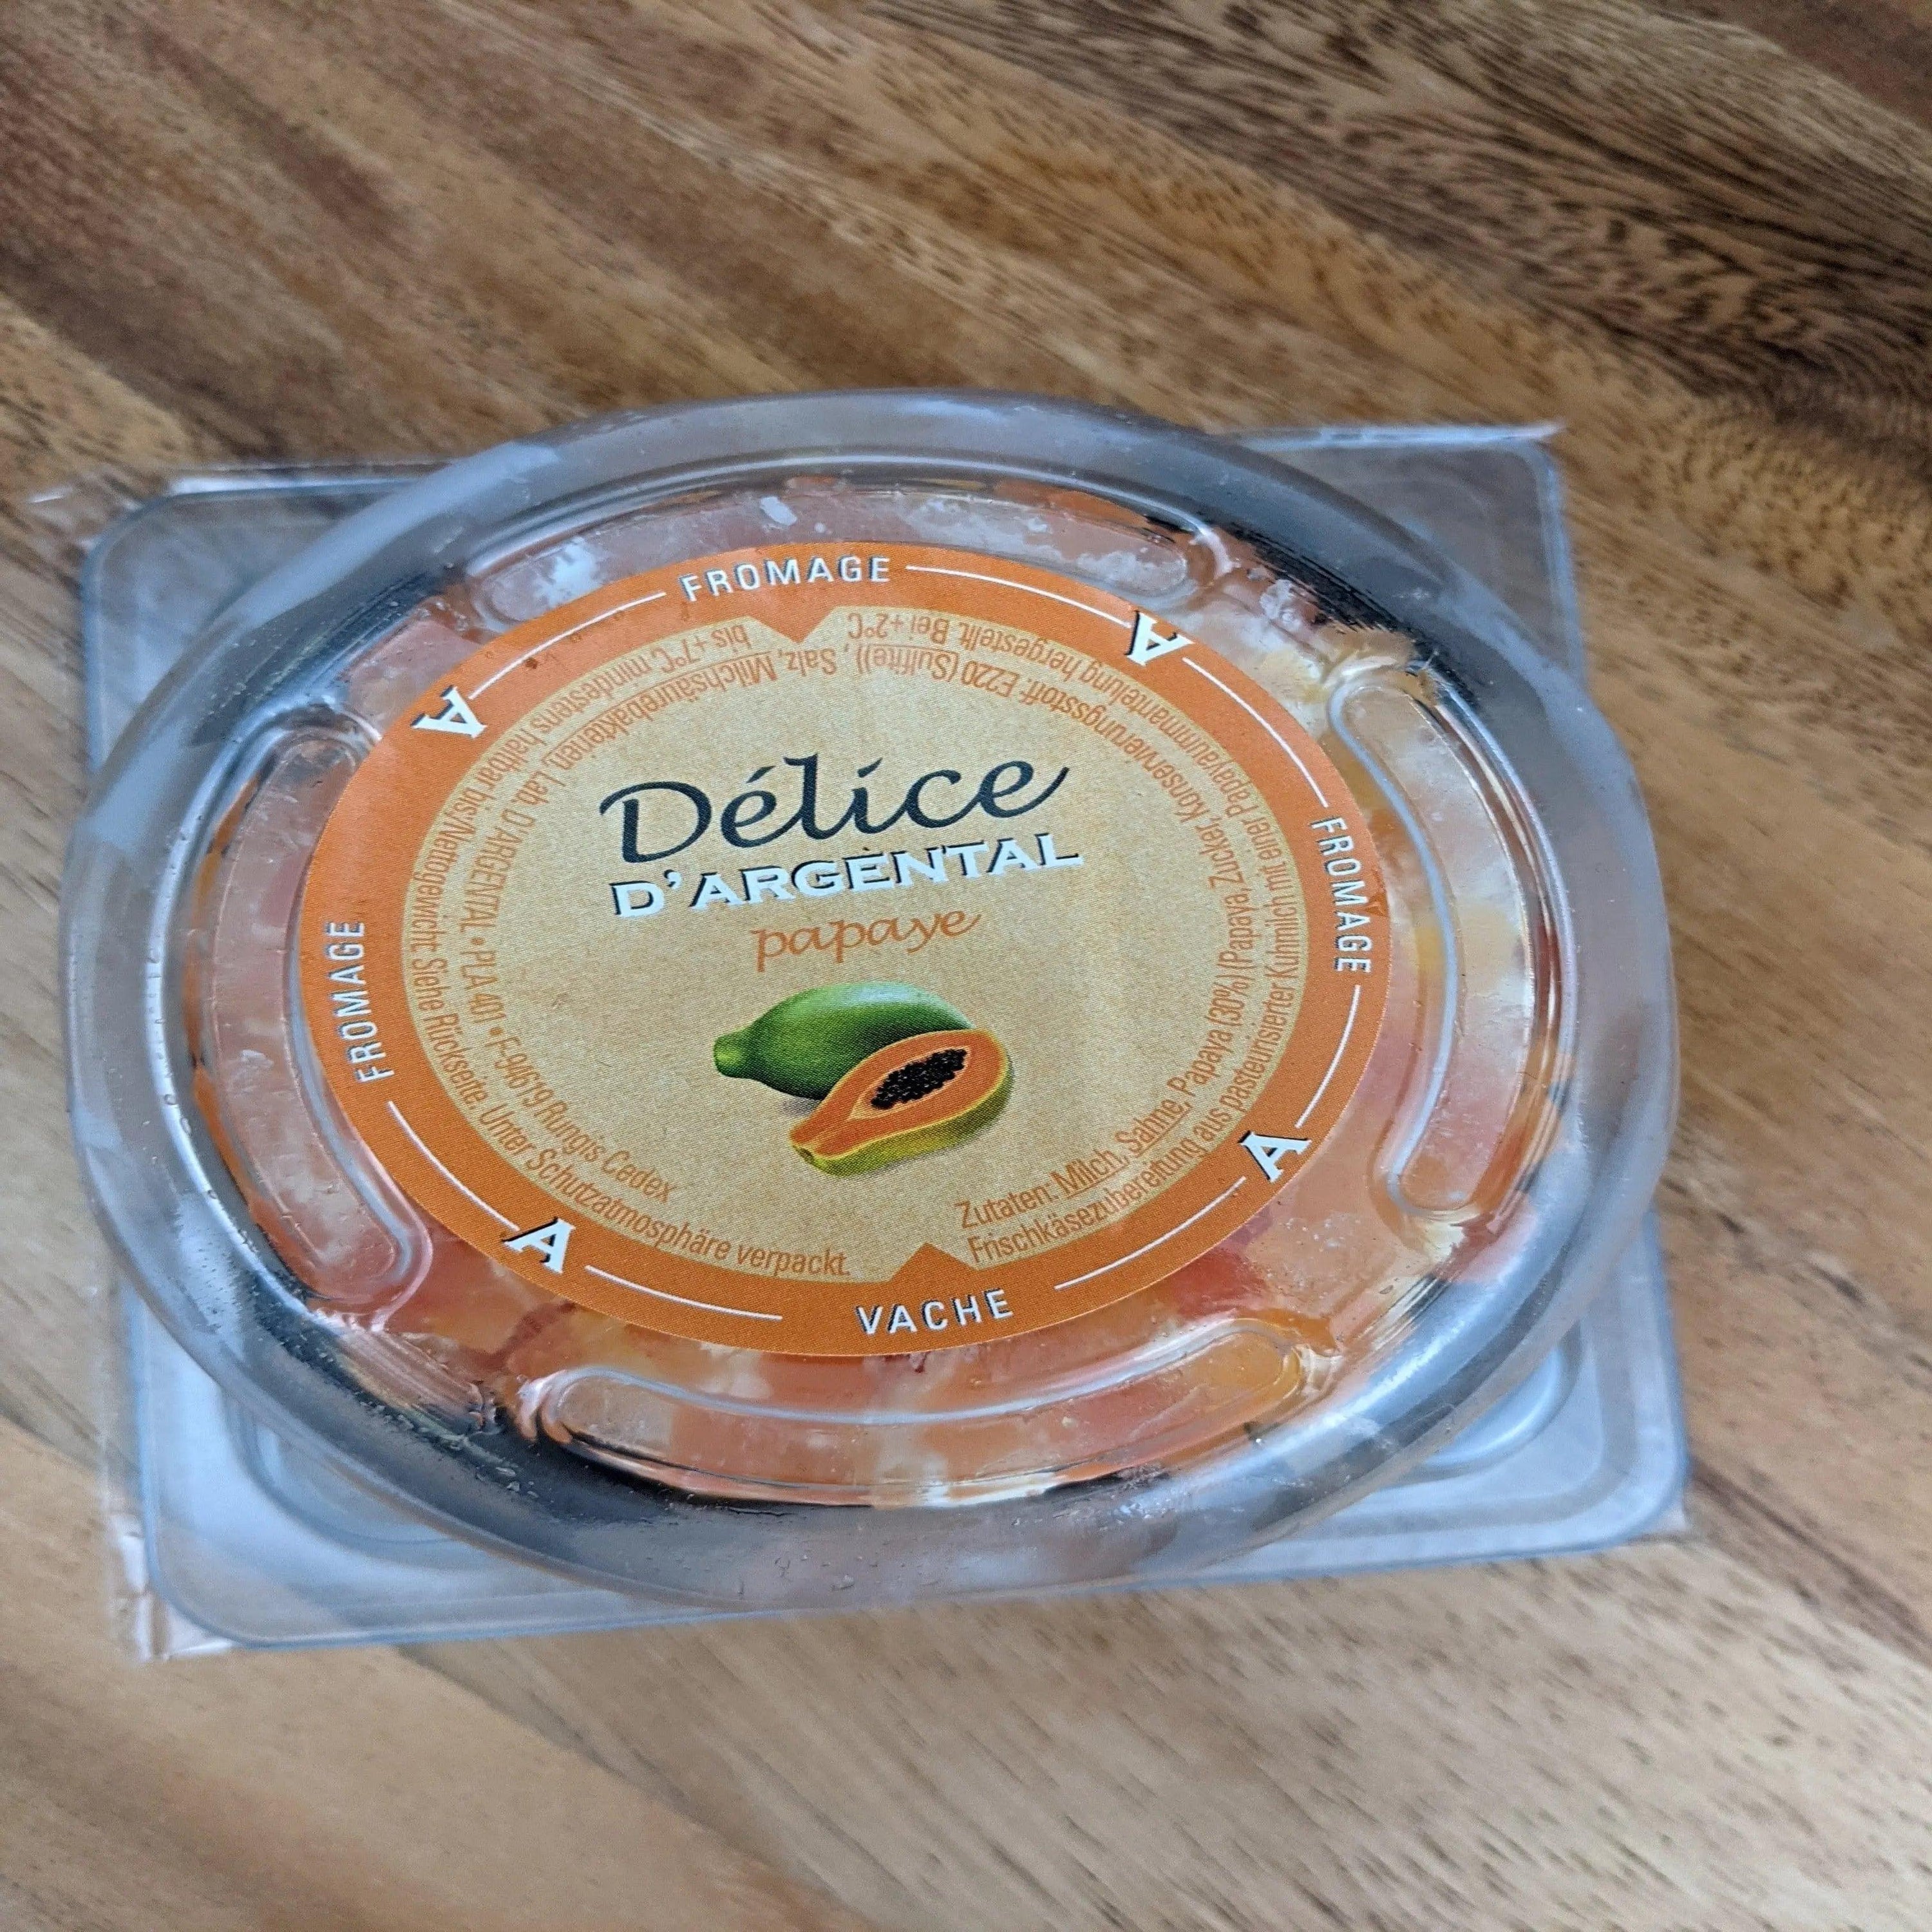 FROMAGE
A
FROMAGE
A
VACHE
A
FROMAGE
A
Délice
D'ARGENTAL
papaye
Zutaten: Milch, Sahne, Papaya (30%) (Papaya, Zucker, Konservierungsstoff: E220 (Sulfite)), Salz, Milchsäurebakterien, Lab. D'ARGENTAL • PLA 401 • F-94619 Rungis Cedex
Frischkäsezubereitung aus pasteurisierter Kuhmilch mit einer Papayaummantelung hergestellt. Bei +2°C bis +7°C mindestens haltbar bis/Nettogewicht: Siehe Rückseite. Unter Schutzatmosphäre verpackt.